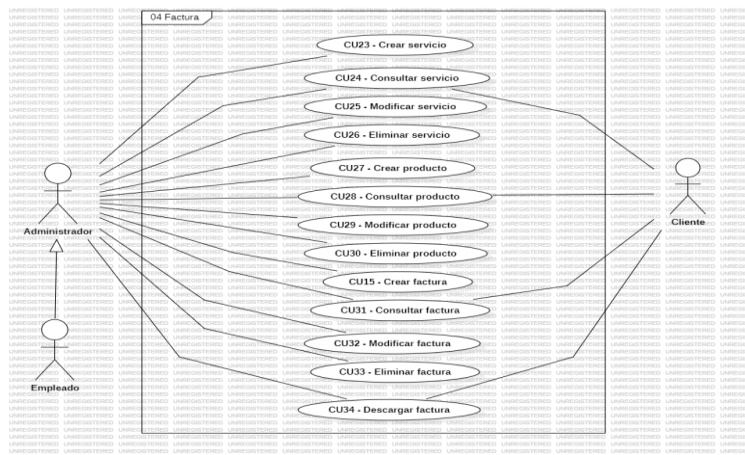 04 Factura
CU23 - Crear servicio
CU24 - Consultar servicio
CU25 - Modificar servicio
CU26 - Eliminar servicio
CU27 - Crear producto
CU28 - Consultar producto
CU29 - Modificar producto
CU30 - Eliminar producto
CU15 - Crear factura
CU31 - Consultar factura
CU32 - Modificar factura
CU33 - Eliminar factura
CU34 - Descargar factura
Administrador
Empleado
Cliente
UNREGISTERED